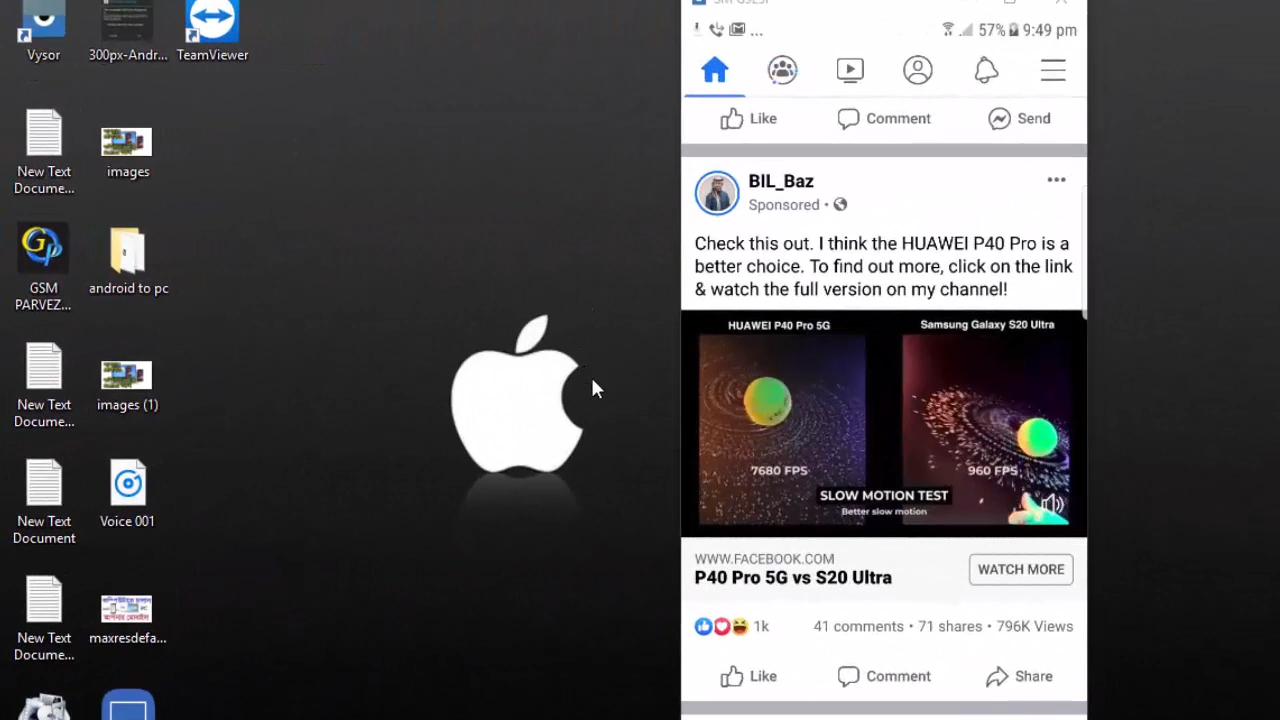 Vysor
300px-Andr...
TeamViewer
New Text
Docume...
images
GSM
PARVEZ...
android to pc
New Text
Docume...
images (1)
New Text
Document
Voice 001
New Text
Docume...
maxresdefa...
... 57% 9:49 pm
Like Comment Send
BIL_Baz
Sponsored •
Check this out. I think the HUAWEI P40 Pro is a
better choice. To find out more, click on the link
& watch the full version on my channel!
HUAWEI P40 Pro 5G
Samsung Galaxy S20 Ultra
7680 FPS
960 FPS
SLOW MOTION TEST
Better slow motion
WWW.FACEBOOK.COM
P40 Pro 5G vs S20 Ultra
WATCH MORE
1k 41 comments • 71 shares • 796K Views
Like Comment Share